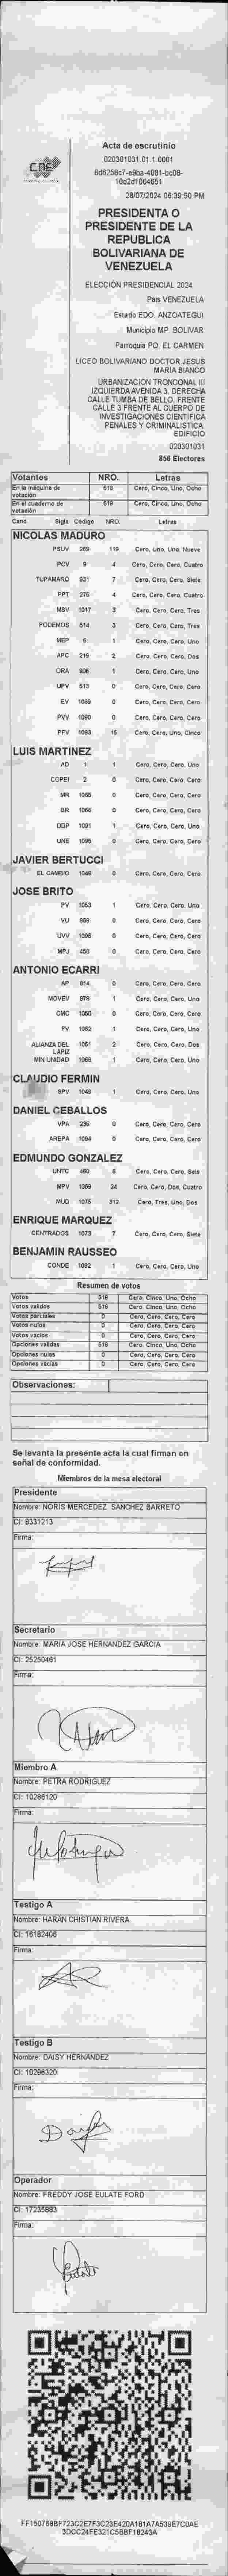 CNE
Acta de escrutinio
020301031.01.1.0001
28/07/2024 06:39:50 PM
PRESIDENTA O
PRESIDENTE DE LA
REPUBLICA
BOLIVARIANA DE
VENEZUELA
ELECCIÓN PRESIDENCIAL 2024
País VENEZUELA
Estado EDO. ANZOATEGUI
Municipio MP. BOLIVAR
Parroquia PQ. EL CARMEN
LICEO BOLIVARIANO DOCTOR JESUS
MARIA BIANCO
URBANIZACIÓN TRONCONAL III
IZQUIERDA AVENIDA 3. DERECHA
CALLE TUMBA DE BELLO. FRENTE
CALLE 3 FRENTE AL CUERPO DE
INVESTIGACIONES CIENTIFICA
PENALES Y CRIMINALISTICA.
EDIFICIO
020301031
856 Electores
Votantes NRO. Letras
En la máquina de votación 518 Cero, Cinco, Uno, Ocho
En el cuaderno de votación 518 Cero, Cinco, Uno, Ocho
Cand. Sigla Código NRO. Letras
NICOLAS MADURO
PSUV 269 119 Cero, Uno, Uno, Nueve
PCV 9 4 Cero, Cero, Cero, Cuatro
TUPAMARO 931 7 Cero, Cero, Cero, Siete
PPT 275 4 Cero, Cero, Cero, Cuatro
MSV 1017 3 Cero, Cero, Cero, Tres
PODEMOS 514 3 Cero, Cero, Cero, Tres
MEP 5 1 Cero, Cero, Cero, Uno
APC 219 2 Cero, Cero, Cero, Dos
ORA 906 1 Cero, Cero, Cero, Uno
UPV 513 0 Cero, Cero, Cero, Cero
EV 1089 0 Cero, Cero, Cero, Cero
PVV 1090 0 Cero, Cero, Cero, Cero
PFV 1093 15 Cero, Cero, Uno, Cinco
LUIS MARTINEZ
AD 1 1 Cero, Cero, Cero, Uno
COPEI 2 0 Cero, Cero, Cero, Cero
MR 1055 0 Cero, Cero, Cero, Cero
BR 1066 0 Cero, Cero, Cero, Cero
DDP 1091 1 Cero, Cero, Cero, Uno
UNE 1095 0 Cero, Cero, Cero, Cero
JAVIER BERTUCCI
EL CAMBIO 1048 0 Cero, Cero, Cero, Cero
JOSE BRITO
PV 1053 1 Cero, Cero, Cero, Uno
VU 869 0 Cero, Cero, Cero, Cero
UVV 1096 0 Cero, Cero, Cero, Cero
MPJ 458 0 Cero, Cero, Cero, Cero
ANTONIO ECARRI
AP 814 0 Cero, Cero, Cero, Cero
MOVEV 978 1 Cero, Cero, Cero, Uno
CMC 1050 0 Cero, Cero, Cero, Cero
FV 1062 1 Cero, Cero, Cero, Uno
ALIANZA DEL LAPIZ 1051 2 Cero, Cero, Cero, Dos
MIN UNIDAD 1068 1 Cero, Cero, Cero, Uno
CLAUDIO FERMIN
SPV 1045 1 Cero, Cero, Cero, Uno
DANIEL CEBALLOS
VPA 236 0 Cero, Cero, Cero, Cero
AREPA 1094 0 Cero, Cero, Cero, Cero
EDMUNDO GONZALEZ
UNTC 460 6 Cero, Cero, Cero, Seis
MPV 1069 24 Cero, Cero, Dos, Cuatro
MUD 1075 312 Cero, Tres, Uno, Dos
ENRIQUE MARQUEZ
CENTRADOS 1073 7 Cero, Cero, Cero, Siete
BENJAMIN RAUSSEO
CONDE 1092 1 Cero, Cero, Cero, Uno
Resumen de votos
Votos 518 Cero, Cinco, Uno, Ocho
Votos validos 518 Cero, Cinco, Uno, Ocho
Votos parciales 0 Cero, Cero, Cero, Cero
Votos nulos 0 Cero, Cero, Cero, Cero
Votos vacíos 0 Cero, Cero, Cero, Cero
Opciones validas 518 Cero, Cinco, Uno, Ocho
Opciones nulas 0 Cero, Cero, Cero, Cero
Opciones vacías 0 Cero, Cero, Cero, Cero
Observaciones:
Se levanta la presente acta la cual firman en
señal de conformidad.
Miembros de la mesa electoral
Presidente
Nombre: NORIS MERCEDEZ SANCHEZ BARRETO
CI: 8331213
Firma:
Secretario
Nombre: MARIA JOSE HERNANDEZ GARCIA
CI: 25250461
Firma:
Miembro A
Nombre: PETRA RODRIGUEZ
CI: 10286120
Firma:
Testigo A
Nombre: HARAN CHISTIAN RIVERA
CI: 16182406
Firma:
Testigo B
Nombre: DAISY HERNANDEZ
CI: 10298320
Firma:
Operador
Nombre: FREDDY JOSE EULATE FORD
CI: 17235883
Firma: